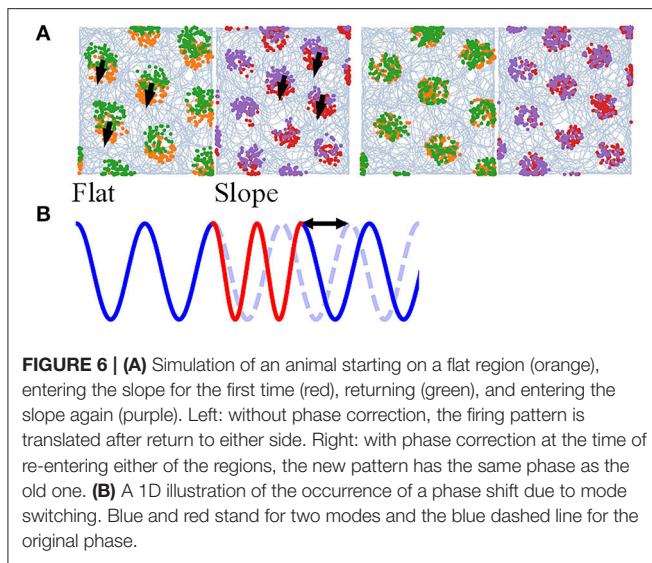 A
Flat Slope
B
FIGURE 6 | (A) Simulation of an animal starting on a flat region (orange),
entering the slope for the first time (red), returning (green), and entering the
slope again (purple). Left: without phase correction, the firing pattern is
translated after return to either side. Right: with phase correction at the time of
re-entering either of the regions, the new pattern has the same phase as the
old one. (B) A 1D illustration of the occurrence of a phase shift due to mode
switching. Blue and red stand for two modes and the blue dashed line for the
original phase.